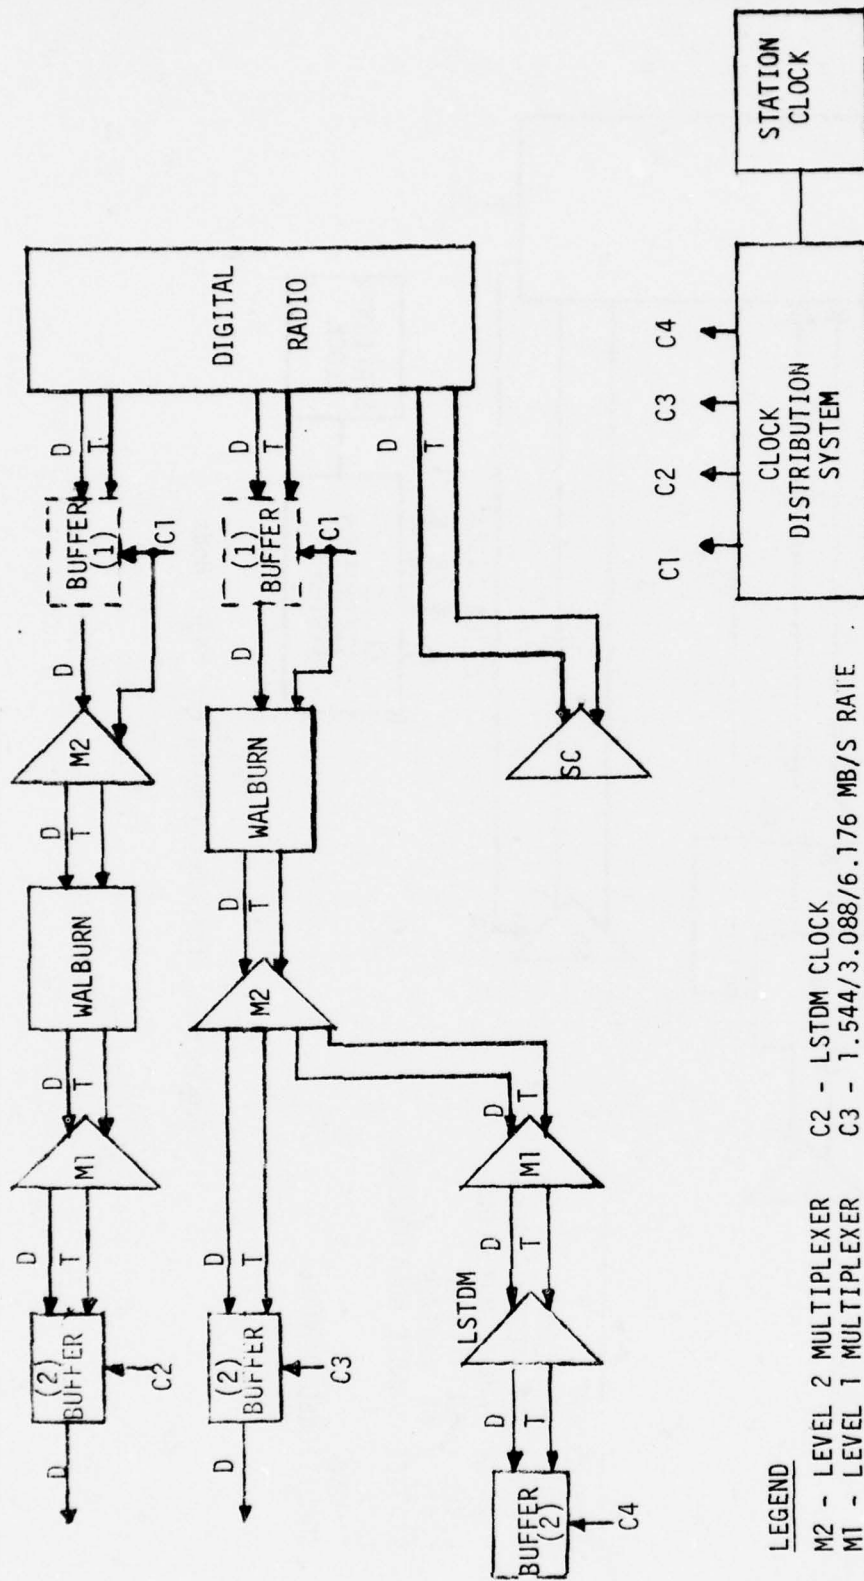 DIGITAL
RADIO
D
T
D
T
D
T
BUFFER
(1)
C1
(1)
BUFFER
C1
D
D
M2
WALBURN
SC
D
T
WALBURN
D
T
M2
D
T
M1
D
T
M1
D
T
D
T
LSTDM
D
T
D
T
(2)
BUFFER
C2
D
(2)
BUFFER
C3
D
BUFFER
(2)
C4
C1 C2 C3 C4
CLOCK
DISTRIBUTION
SYSTEM
STATION
CLOCK
LEGEND
M2 - LEVEL 2 MULTIPLEXER C2 - LSTDM CLOCK
M1 - LEVEL 1 MULTIPLEXER C3 - 1.544/3.088/6.176 MB/S RATE